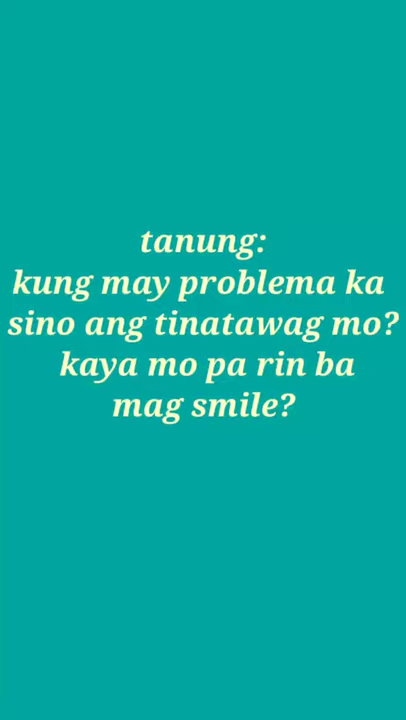 tanung:
kung may problema ka
sino ang tinatawag mo?
kaya mo pa rin ba
mag smile?